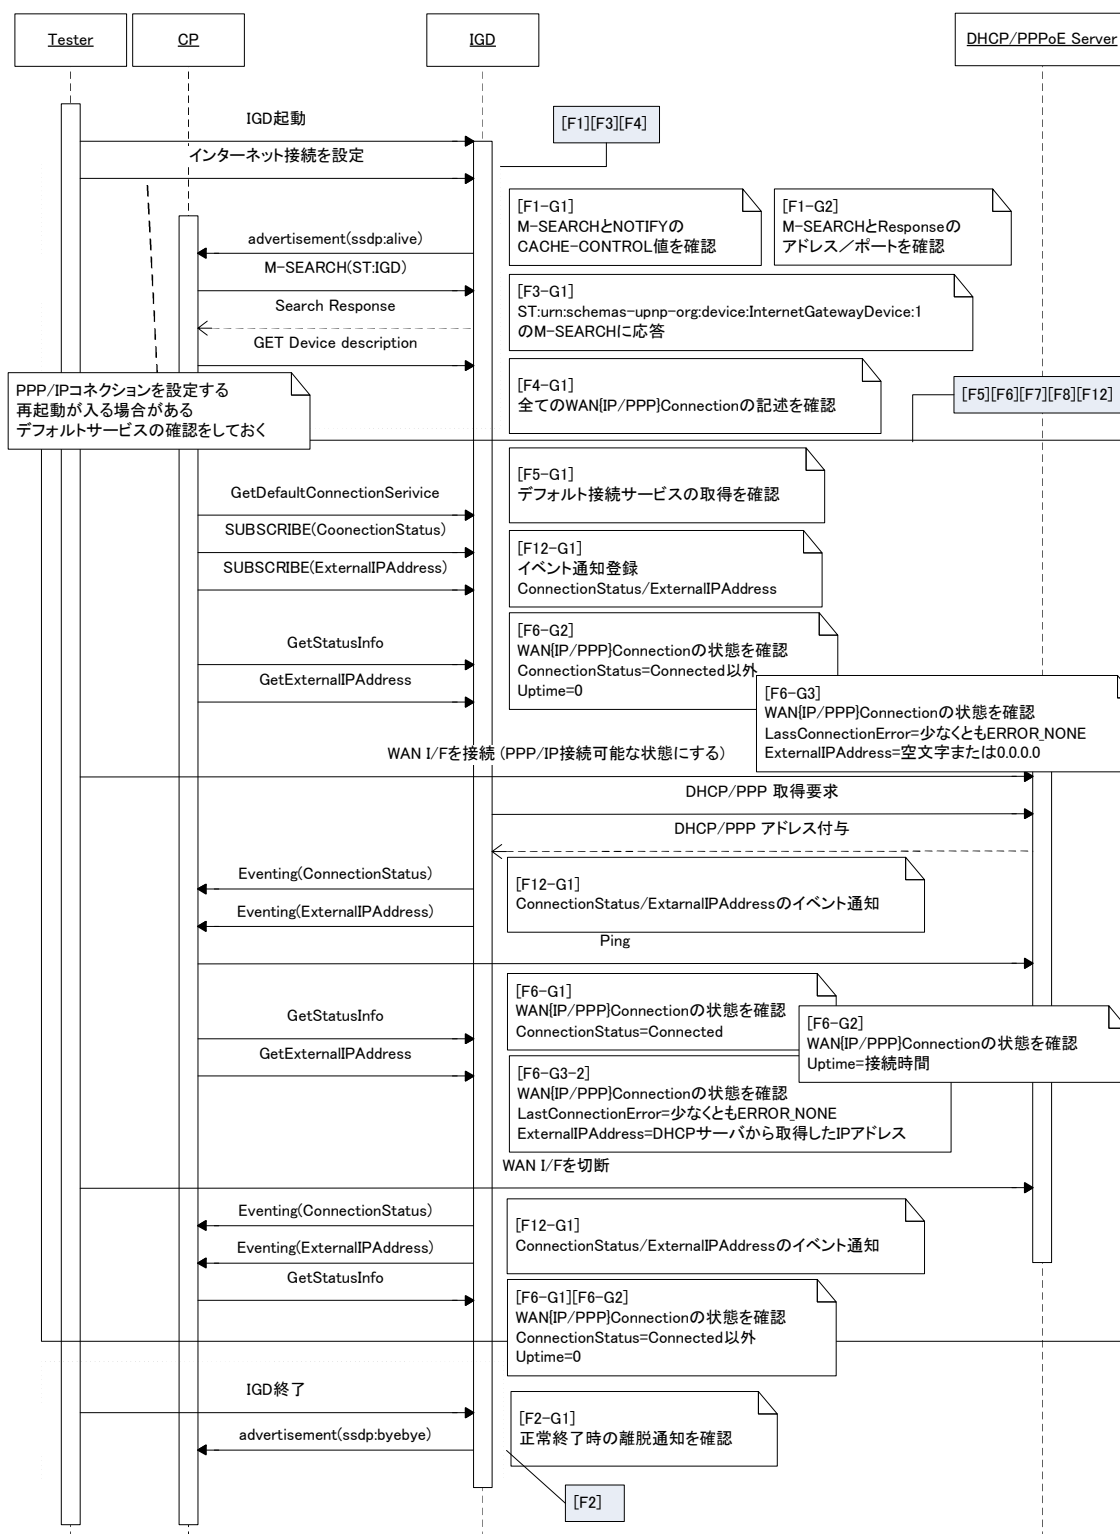 Tester
CP
IGD
DHCP/PPPoE Server
IGD起動
[F1][F3][F4]
インターネット接続を設定
[F1-G1]
M-SEARCHとNOTIFYの
CACHE-CONTROL値を確認
[F1-G2]
M-SEARCHとResponseの
アドレス／ポートを確認
advertisement(ssdp:alive)
M-SEARCH(ST:IGD)
Search Response
[F3-G1]
ST:urn:schemas-upnp-org:device:InternetGatewayDevice:1
のM-SEARCHに応答
GET Device description
PPP/IPコネクションを設定する
再起動が入る場合がある
デフォルトサービスの確認をしておく
[F4-G1]
全てのWAN{IP/PPP}Connectionの記述を確認
[F5][F6][F7][F8][F12]
[F5-G1]
デフォルト接続サービスの取得を確認
GetDefaultConnectionSerivice
SUBSCRIBE(CoonectionStatus)
SUBSCRIBE(ExternalIPAddress)
[F12-G1]
イベント通知登録
ConnectionStatus/ExternalIPAddress
GetStatusInfo
GetExternalIPAddress
[F6-G2]
WAN{IP/PPP}Connectionの状態を確認
ConnectionStatus=Connected以外
Uptime=0
[F6-G3]
WAN{IP/PPP}Connectionの状態を確認
LassConnectionError=少なくともERROR_NONE
ExternalIPAddress=空文字または0.0.0.0
WAN I/Fを接続 (PPP/IP接続可能な状態にする)
DHCP/PPP 取得要求
DHCP/PPP アドレス付与
Eventing(ConnectionStatus)
Eventing(ExternalIPAddress)
[F12-G1]
ConnectionStatus/ExtarnalIPAddressのイベント通知
Ping
GetStatusInfo
GetExternalIPAddress
[F6-G1]
WAN{IP/PPP}Connectionの状態を確認
ConnectionStatus=Connected
[F6-G2]
WAN{IP/PPP}Connectionの状態を確認
Uptime=接続時間
[F6-G3-2]
WAN{IP/PPP}Connectionの状態を確認
LastConnectionError=少なくともERROR_NONE
ExternalIPAddress=DHCPサーバから取得したIPアドレス
WAN I/Fを切断
Eventing(ConnectionStatus)
Eventing(ExternalIPAddress)
[F12-G1]
ConnectionStatus/ExternalIPAddressのイベント通知
GetStatusInfo
[F6-G1][F6-G2]
WAN{IP/PPP}Connectionの状態を確認
ConnectionStatus=Connected以外
Uptime=0
IGD終了
advertisement(ssdp:byebye)
[F2-G1]
正常終了時の離脱通知を確認
[F2]